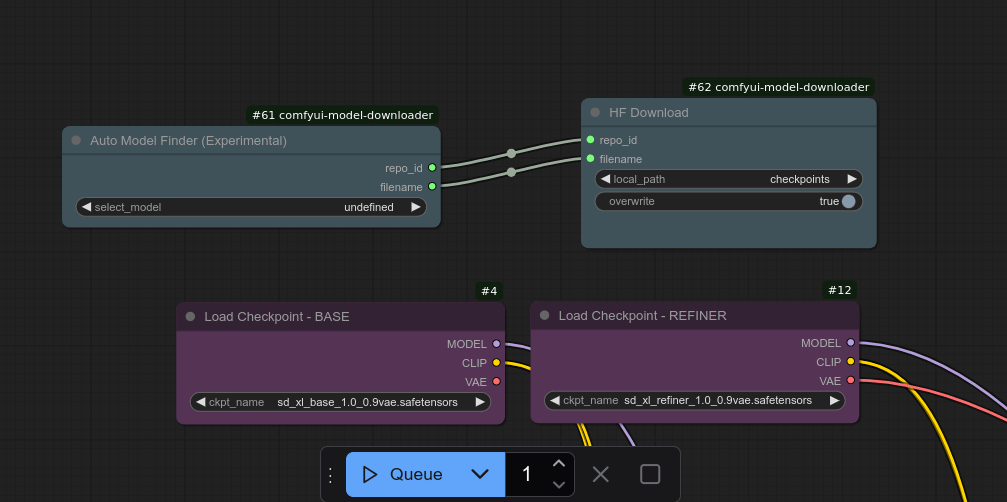 #61 comfyui-model-downloader
Auto Model Finder (Experimental)
repo_id
filename
select_model undefined
#62 comfyui-model-downloader
HF Download
repo_id
filename
local_path checkpoints
overwrite true
#4
Load Checkpoint - BASE
MODEL
CLIP
VAE
ckpt_name sd_xl_base_1.0_0.9vae.safetensors
#12
Load Checkpoint - REFINER
MODEL
CLIP
VAE
ckpt_name sd_xl_refiner_1.0_0.9vae.safetensors
Queue 1